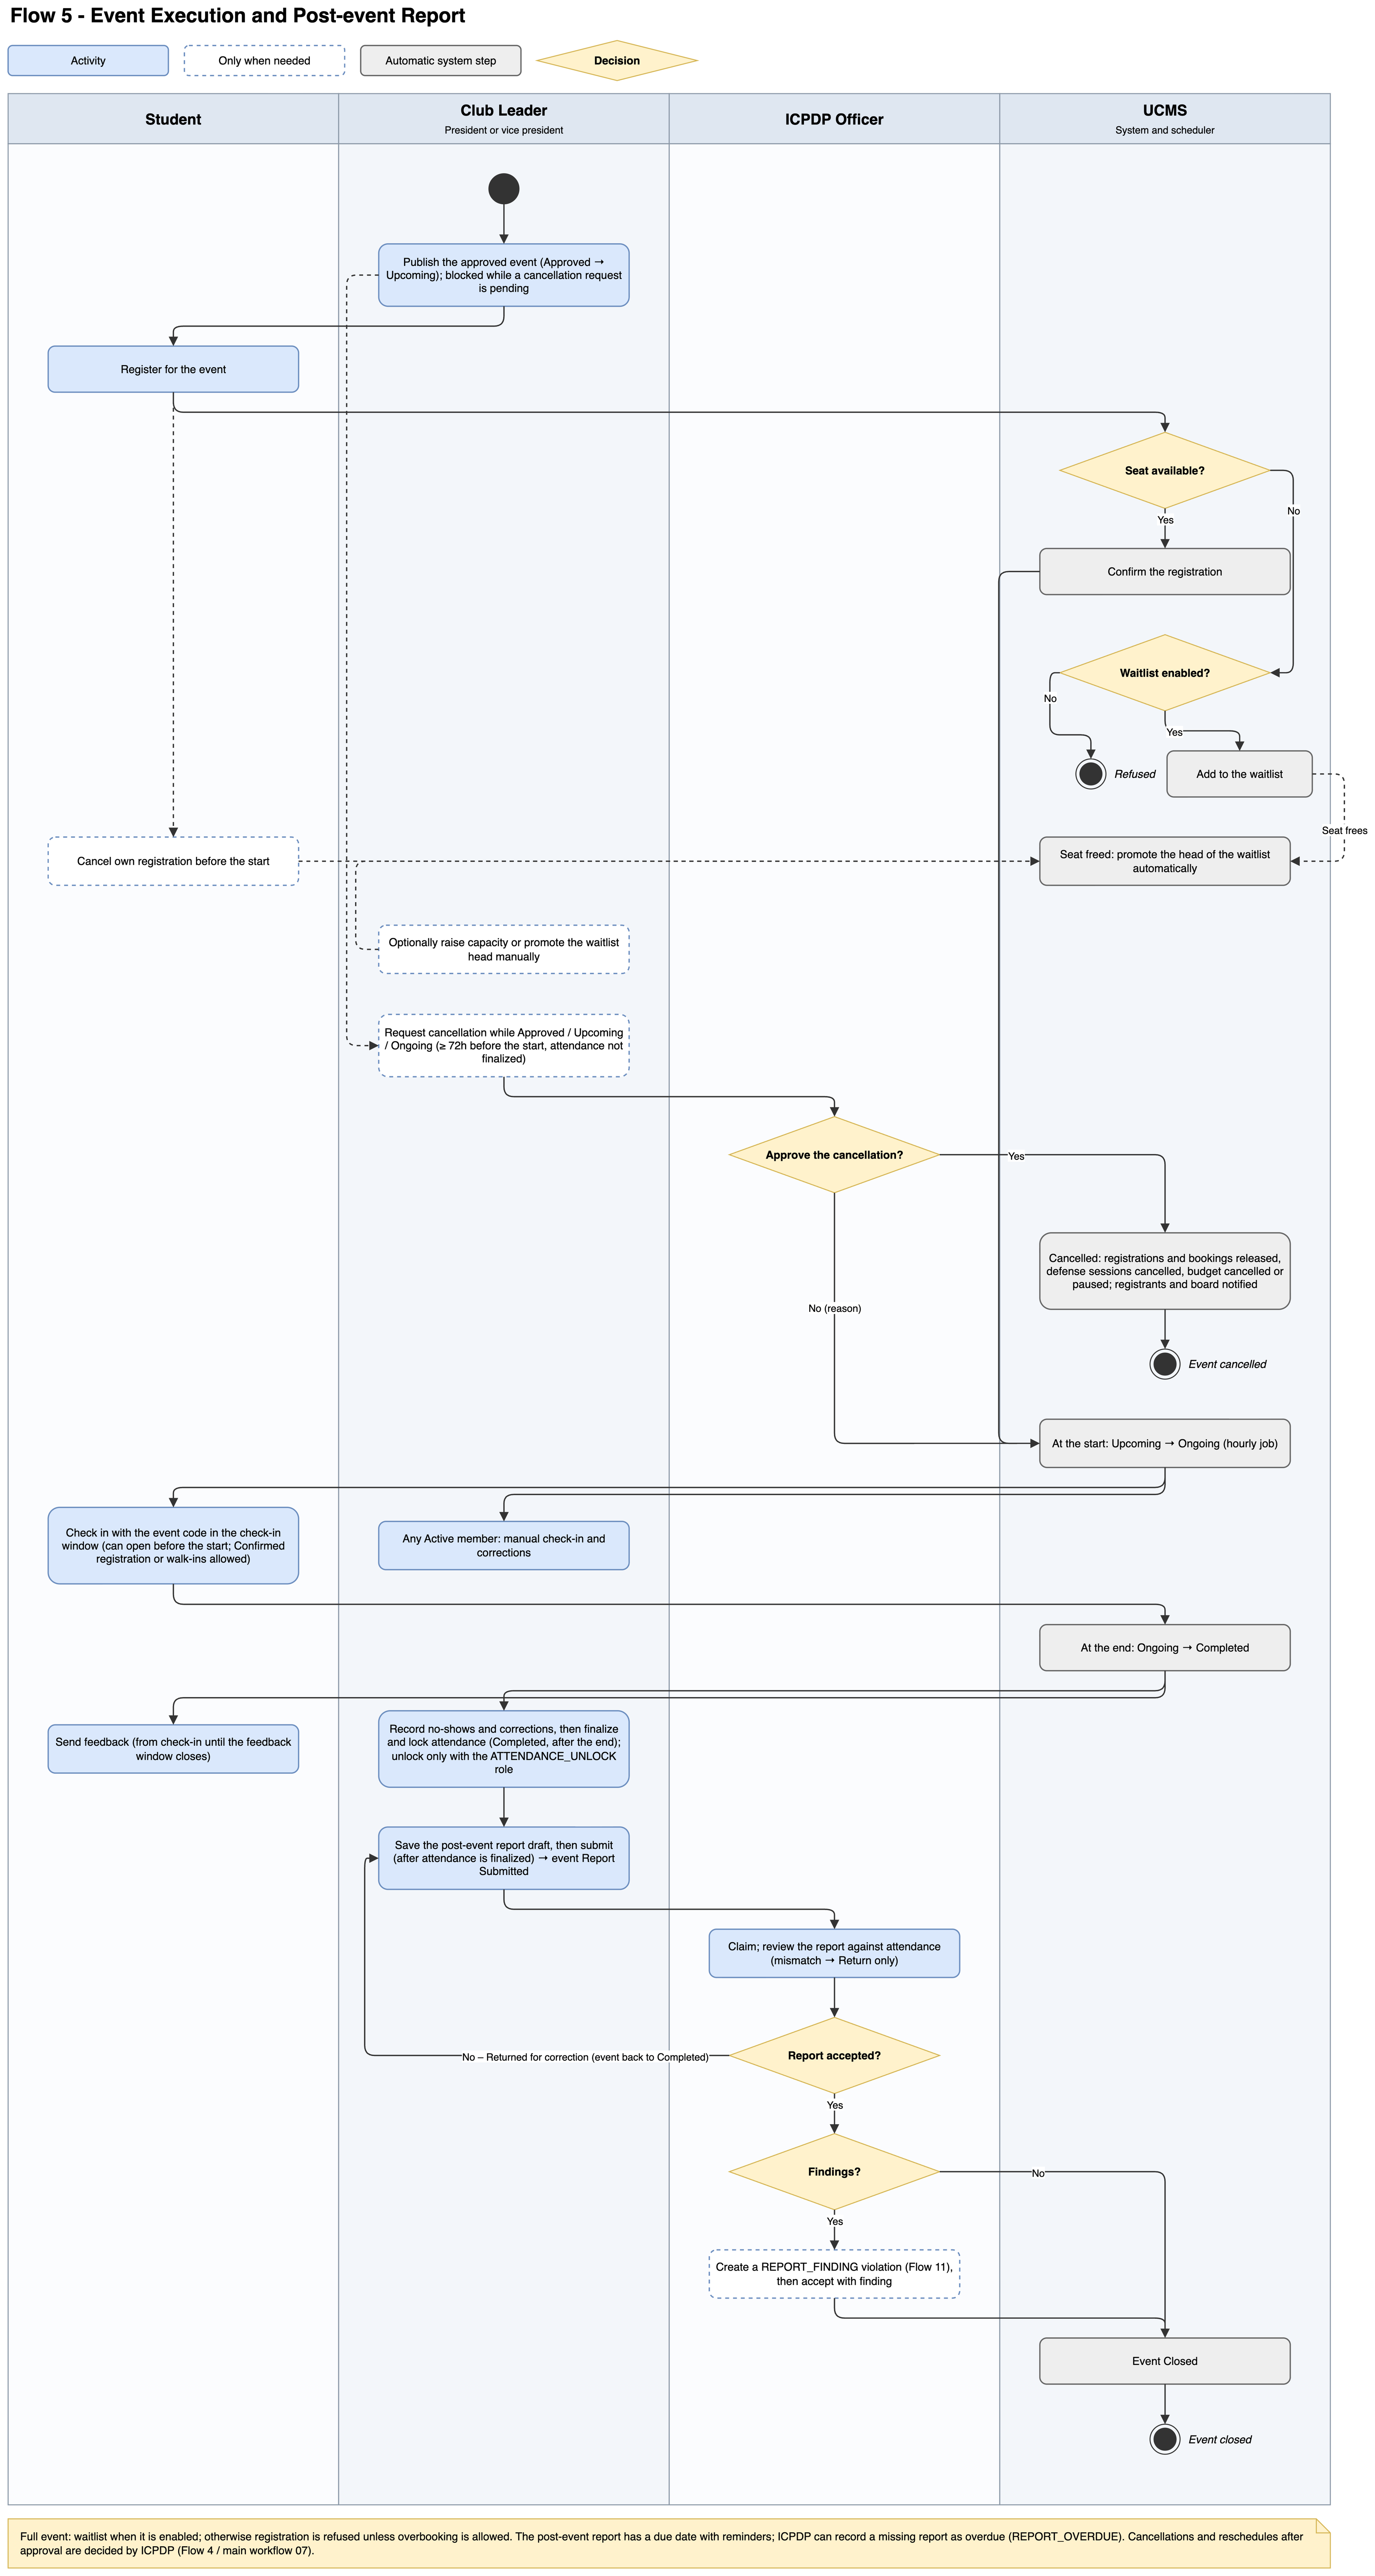 Flow 5 - Event Execution and Post-event Report
Activity
Only when needed
Automatic system step
Decision
Student
Club Leader
President or vice president
ICPDP Officer
UCMS
System and scheduler
Publish the approved event (Approved →
Upcoming); blocked while a cancellation request
is pending
Register for the event
Seat available?
Yes
No
Confirm the registration
Waitlist enabled?
No
Yes
Refused
Add to the waitlist
Seat frees
Cancel own registration before the start
Seat freed: promote the head of the waitlist
automatically
Optionally raise capacity or promote the waitlist
head manually
Request cancellation while Approved / Upcoming
/ Ongoing (≥ 72h before the start, attendance not
finalized)
Approve the cancellation?
Yes
No (reason)
Cancelled: registrations and bookings released,
defense sessions cancelled, budget cancelled or
paused; registrants and board notified
Event cancelled
At the start: Upcoming → Ongoing (hourly job)
Check in with the event code in the check-in
window (can open before the start; Confirmed
registration or walk-ins allowed)
Any Active member: manual check-in and
corrections
At the end: Ongoing → Completed
Send feedback (from check-in until the feedback
window closes)
Record no-shows and corrections, then finalize
and lock attendance (Completed, after the end);
unlock only with the ATTENDANCE_UNLOCK
role
Save the post-event report draft, then submit
(after attendance is finalized) → event Report
Submitted
Claim; review the report against attendance
(mismatch → Return only)
Report accepted?
No – Returned for correction (event back to Completed)
Yes
Findings?
No
Yes
Create a REPORT_FINDING violation (Flow 11),
then accept with finding
Event Closed
Event closed
Full event: waitlist when it is enabled; otherwise registration is refused unless overbooking is allowed. The post-event report has a due date with reminders; ICPDP can record a missing report as overdue (REPORT_OVERDUE). Cancellations and reschedules after
approval are decided by ICPDP (Flow 4 / main workflow 07).